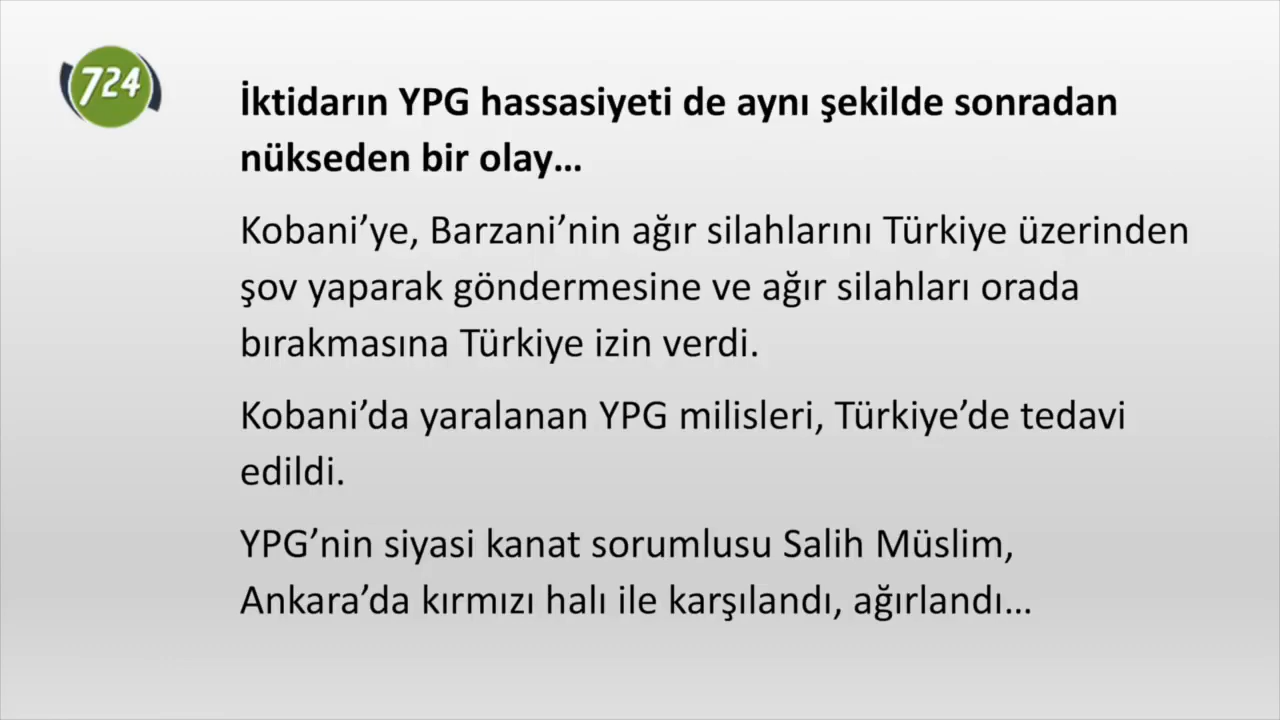 724
İktidarın YPG hassasiyeti de aynı şekilde sonradan
nükseden bir olay…
Kobani’ye, Barzani’nin ağır silahlarını Türkiye üzerinden
şov yaparak göndermesine ve ağır silahları orada
bırakmasına Türkiye izin verdi.
Kobani’da yaralanan YPG milisleri, Türkiye’de tedavi
edildi.
YPG’nin siyasi kanat sorumlusu Salih Müslim,
Ankara’da kırmızı halı ile karşılandı, ağırlandı…